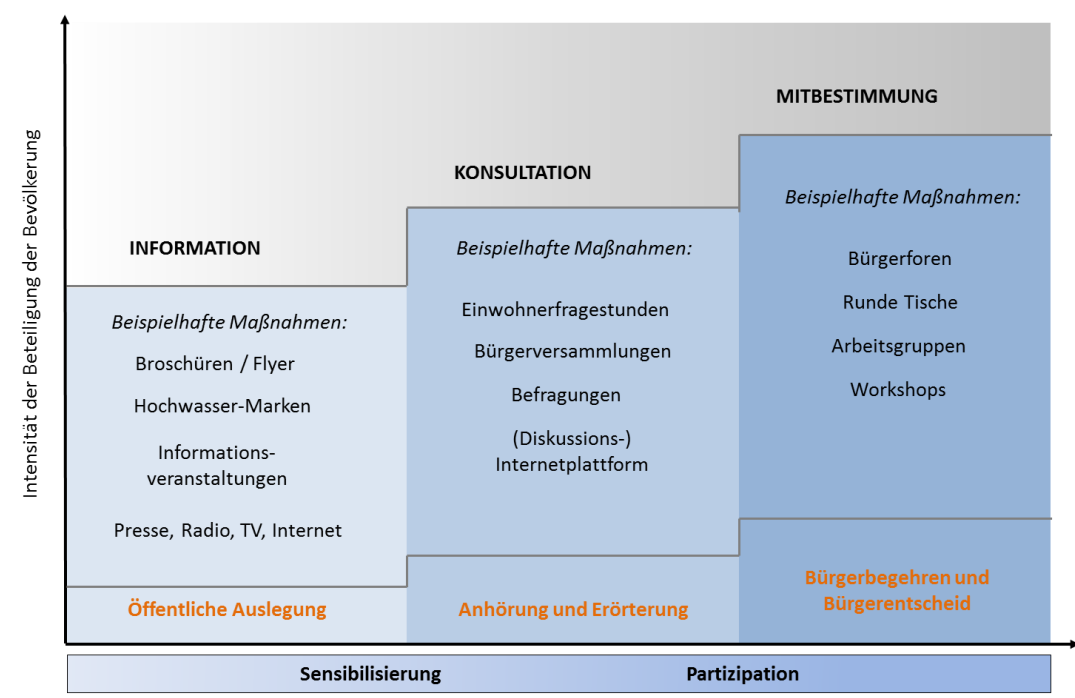 Intensität der Beteiligung der Bevölkerung
INFORMATION
Beispielhafte Maßnahmen:
Broschüren / Flyer
Hochwasser-Marken
Informations-
veranstaltungen
Presse, Radio, TV, Internet
Öffentliche Auslegung
KONSULTATION
Beispielhafte Maßnahmen:
Einwohnerfragestunden
Bürgerversammlungen
Befragungen
(Diskussions-)
Internetplattform
Anhörung und Erörterung
MITBESTIMMUNG
Beispielhafte Maßnahmen:
Bürgerforen
Runde Tische
Arbeitsgruppen
Workshops
Bürgerbegehren und
Bürgerentscheid
Sensibilisierung
Partizipation